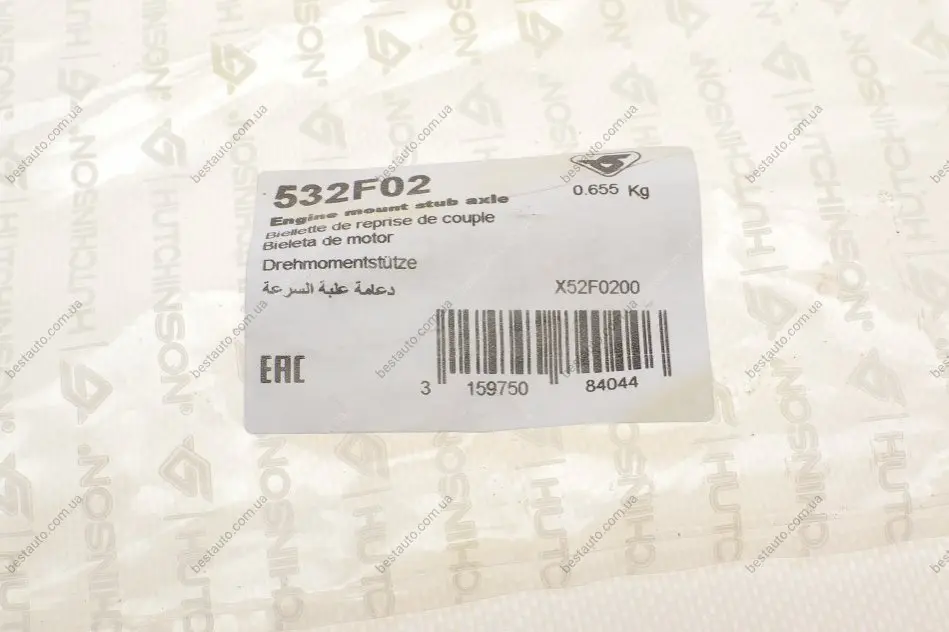 532F02
0.655 Kg
Engine mount stub axle
Biellette de reprise de couple
Bieleta de motor
Drehmomentstütze
دعامة علبة السرعة
X52F0200
EAC
3 159750 84044
HUTCHINSON®
bestauto.com.ua